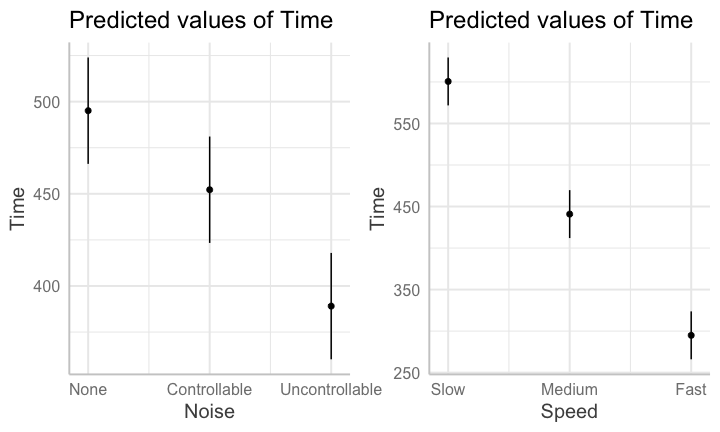 Predicted values of Time
Time
500
450
400
None Controllable Uncontrollable
Noise
Predicted values of Time
Time
550
450
350
250
Slow Medium Fast
Speed